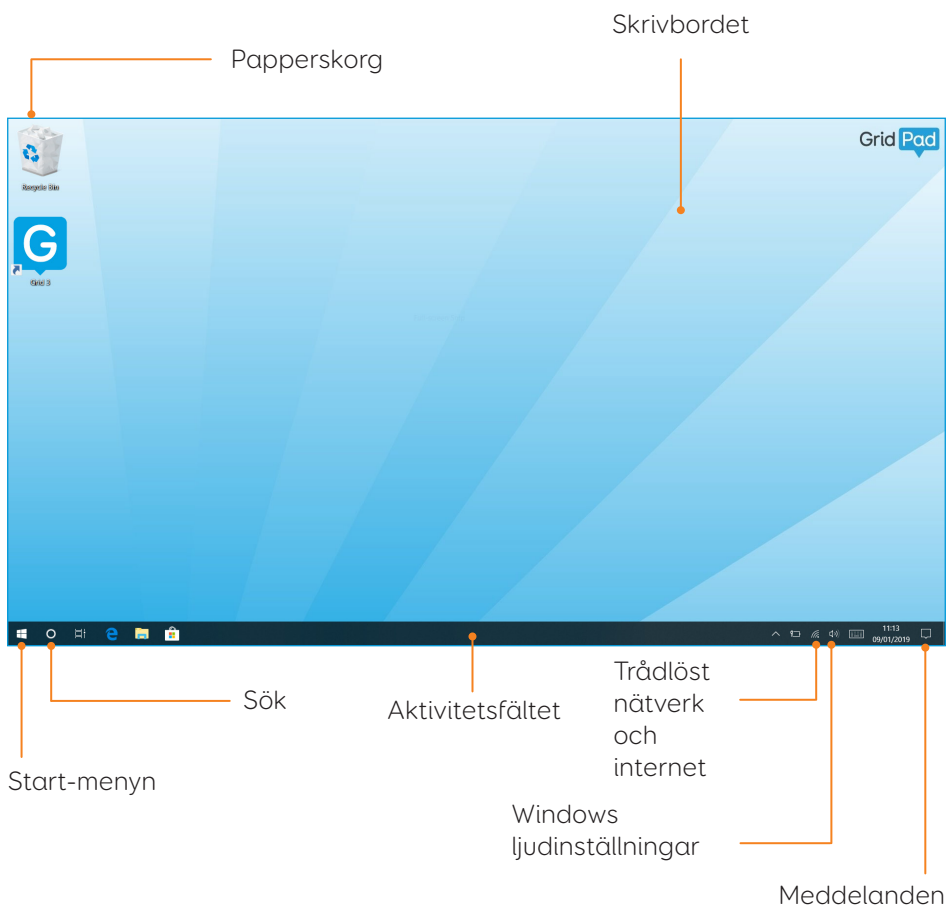 Skrivbordet
Papperskorg
Grid Pad
Recycle Bin
G
Grid 3
11:13
09/01/2019
Sök
Aktivitetsfältet
Trådlöst
nätverk
och
internet
Start-menyn
Windows
ljudinställningar
Meddelanden